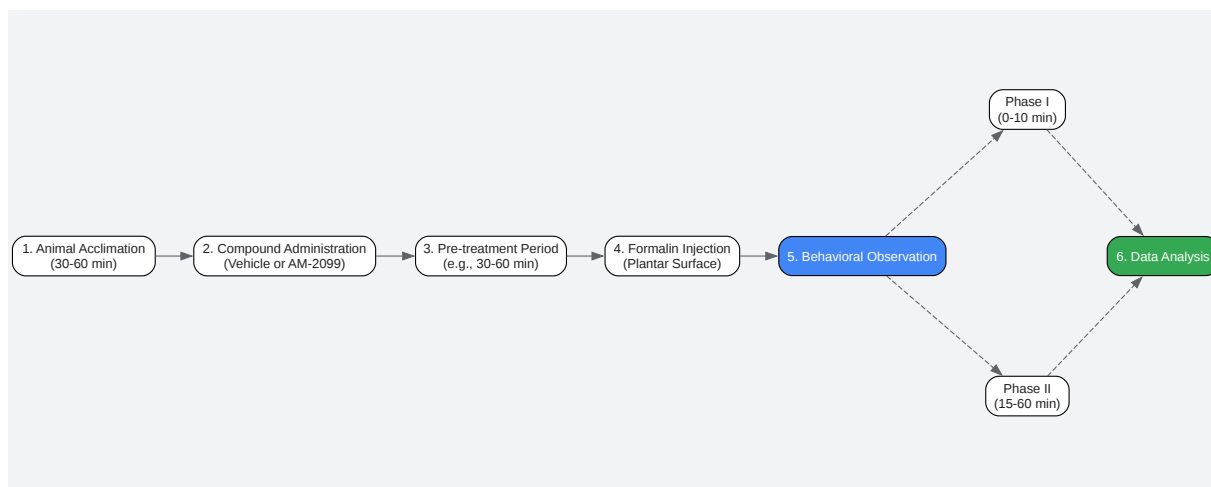 1. Animal Acclimation
(30-60 min)
2. Compound Administration
(Vehicle or AM-2099)
3. Pre-treatment Period
(e.g., 30-60 min)
4. Formalin Injection
(Plantar Surface)
5. Behavioral Observation
Phase I
(0-10 min)
Phase II
(15-60 min)
6. Data Analysis